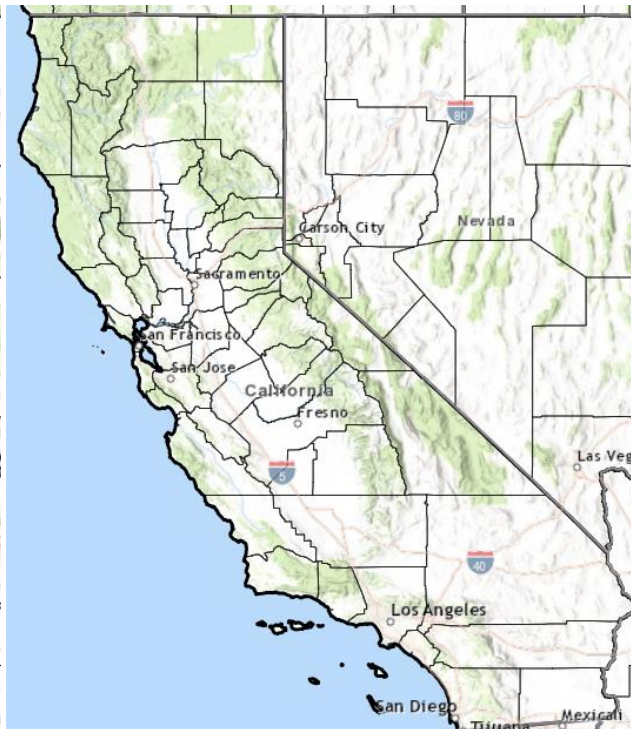 80
Carson City
Nevada
Sacramento
San Francisco
San Jose
California
Fresno
5
Las Veg
40
Los Angeles
San Diego
Mexicali
Tijuana